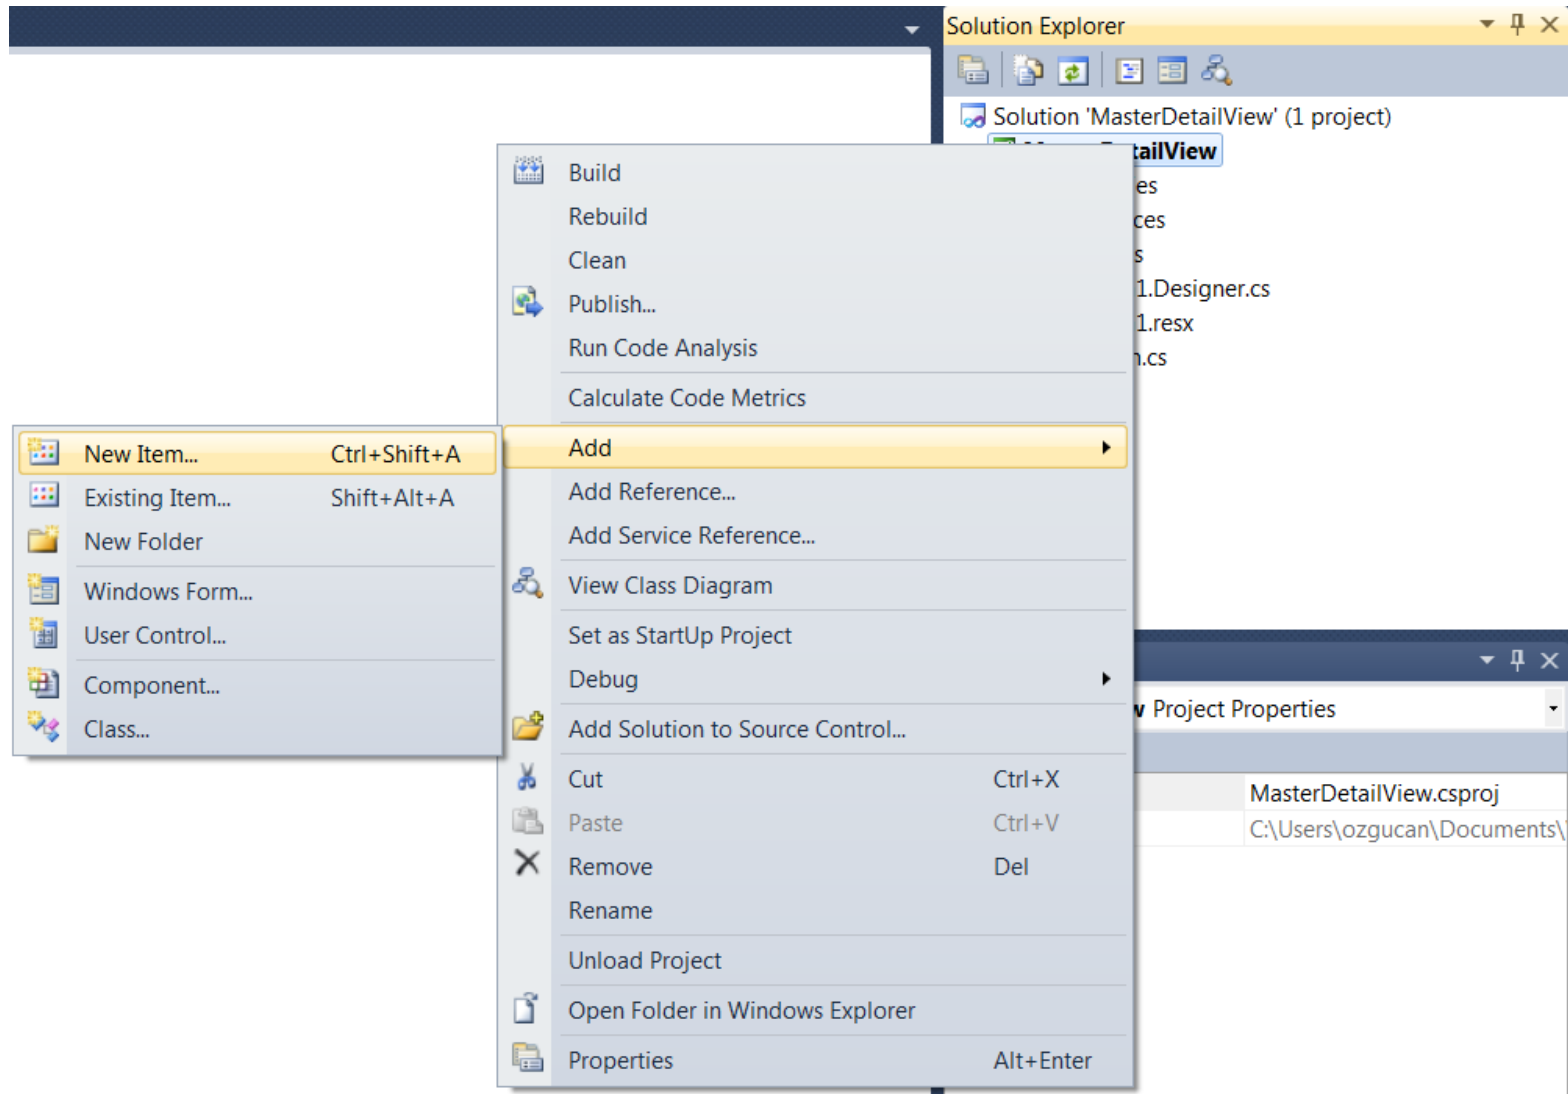 Solution Explorer
Solution 'MasterDetailView' (1 project)
tailView
es
ces
s
1.Designer.cs
1.resx
n.cs
Build
Rebuild
Clean
Publish...
Run Code Analysis
Calculate Code Metrics
Add
Add Reference...
Add Service Reference...
View Class Diagram
Set as StartUp Project
Debug
Add Solution to Source Control...
Cut Ctrl+X
Paste Ctrl+V
Remove Del
Rename
Unload Project
Open Folder in Windows Explorer
Properties Alt+Enter
New Item... Ctrl+Shift+A
Existing Item... Shift+Alt+A
New Folder
Windows Form...
User Control...
Component...
Class...
w Project Properties
MasterDetailView.csproj
C:\Users\ozgucan\Documents\